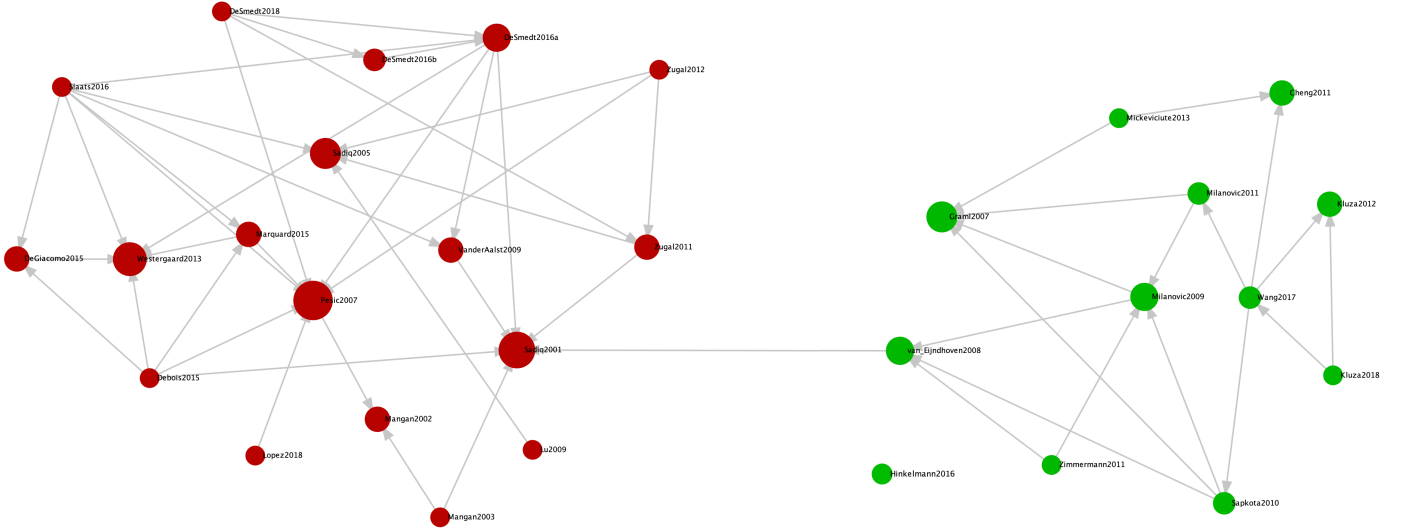 DeSmedt2018
DeSmedt2016a
DeSmedt2016b
Zugal2012
Slaats2016
Cheng2011
Mickeviciute2013
Sadiq2005
Milanovic2011
Kluza2012
Graml2007
Marquard2015
VanderAalst2009
Zugal2011
DeGiacomo2015
Westergaard2013
Pesic2007
Milanovic2009
Wang2017
Sadiq2001
van_Eijndhoven2008
Debois2015
Kluza2018
Mangan2002
Lopez2018
Lu2009
Zimmermann2011
Hinkelmann2016
Sapkota2010
Mangan2003